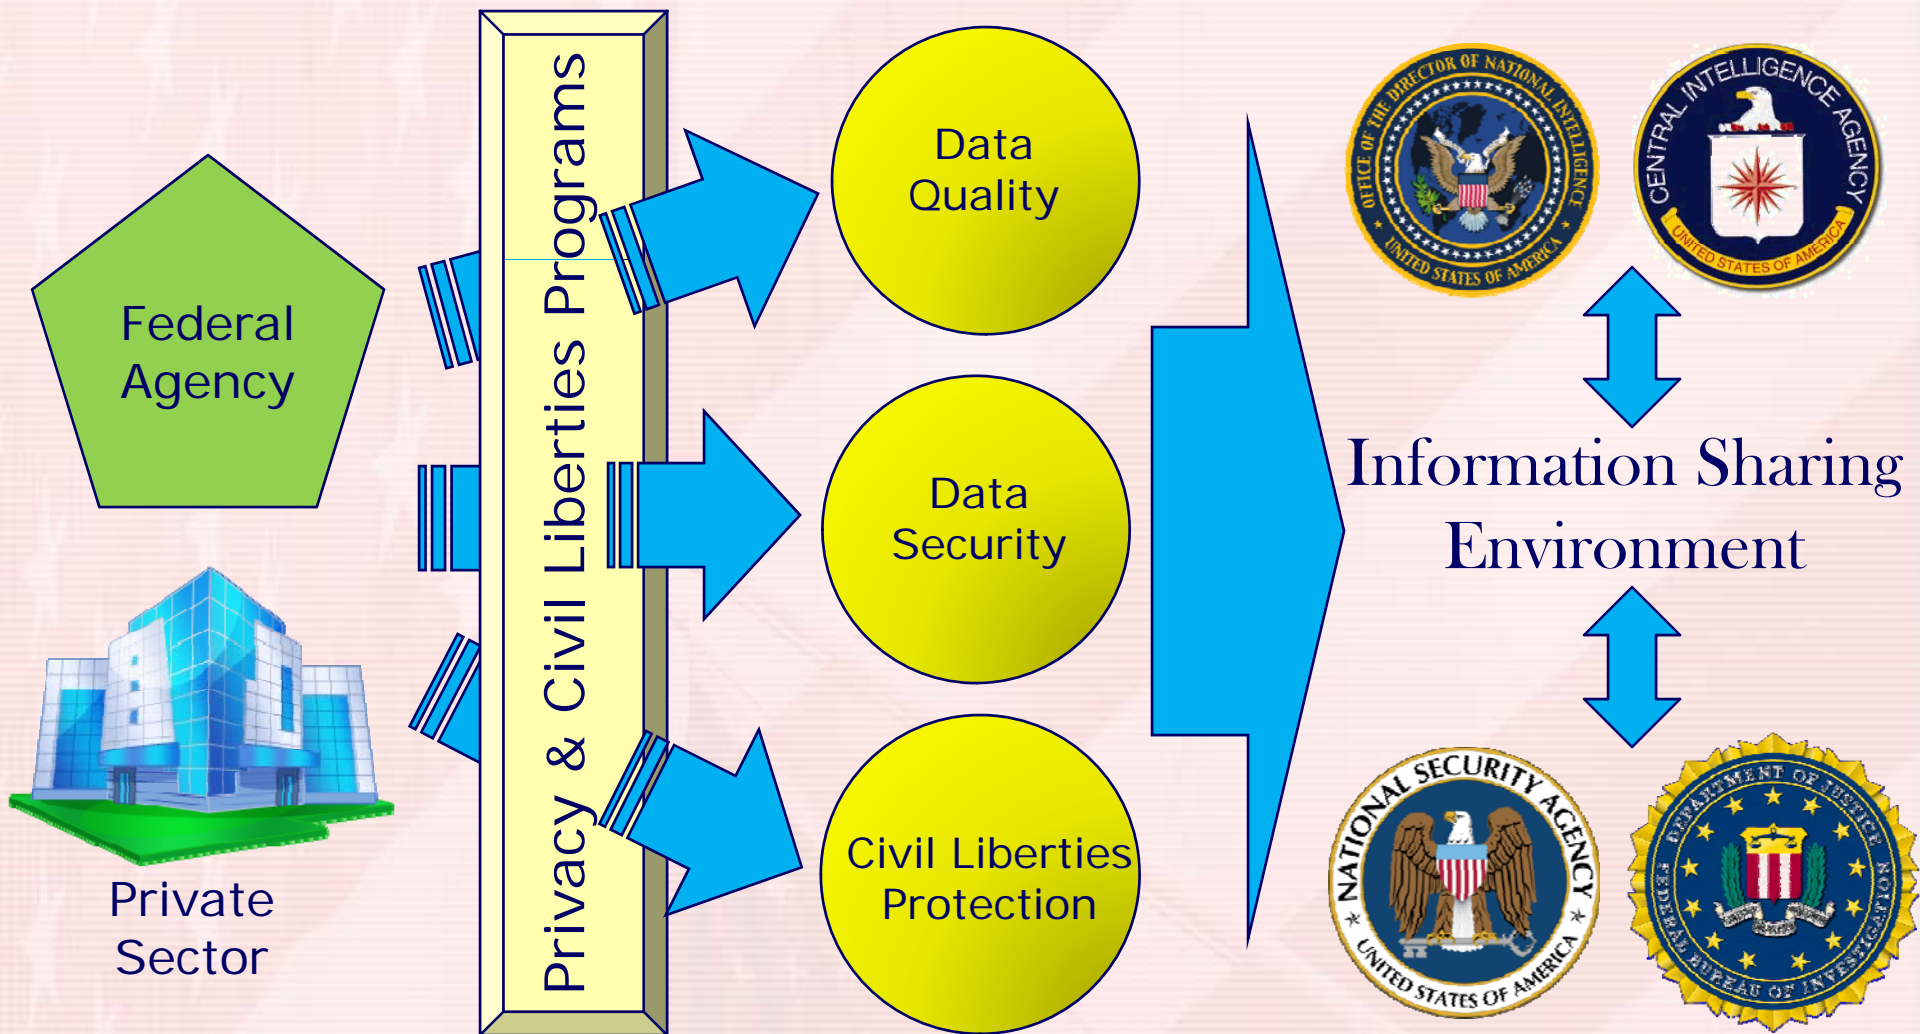 Federal
Agency
Private
Sector
Privacy & Civil Liberties Programs
Data
Quality
Data
Security
Civil Liberties
Protection
OFFICE OF THE DIRECTOR OF NATIONAL INTELLIGENCE
UNITED STATES OF AMERICA
CENTRAL INTELLIGENCE AGENCY
UNITED STATES OF AMERICA
Information Sharing
Environment
NATIONAL SECURITY AGENCY
UNITED STATES OF AMERICA
DEPARTMENT OF JUSTICE
FEDERAL BUREAU OF INVESTIGATION